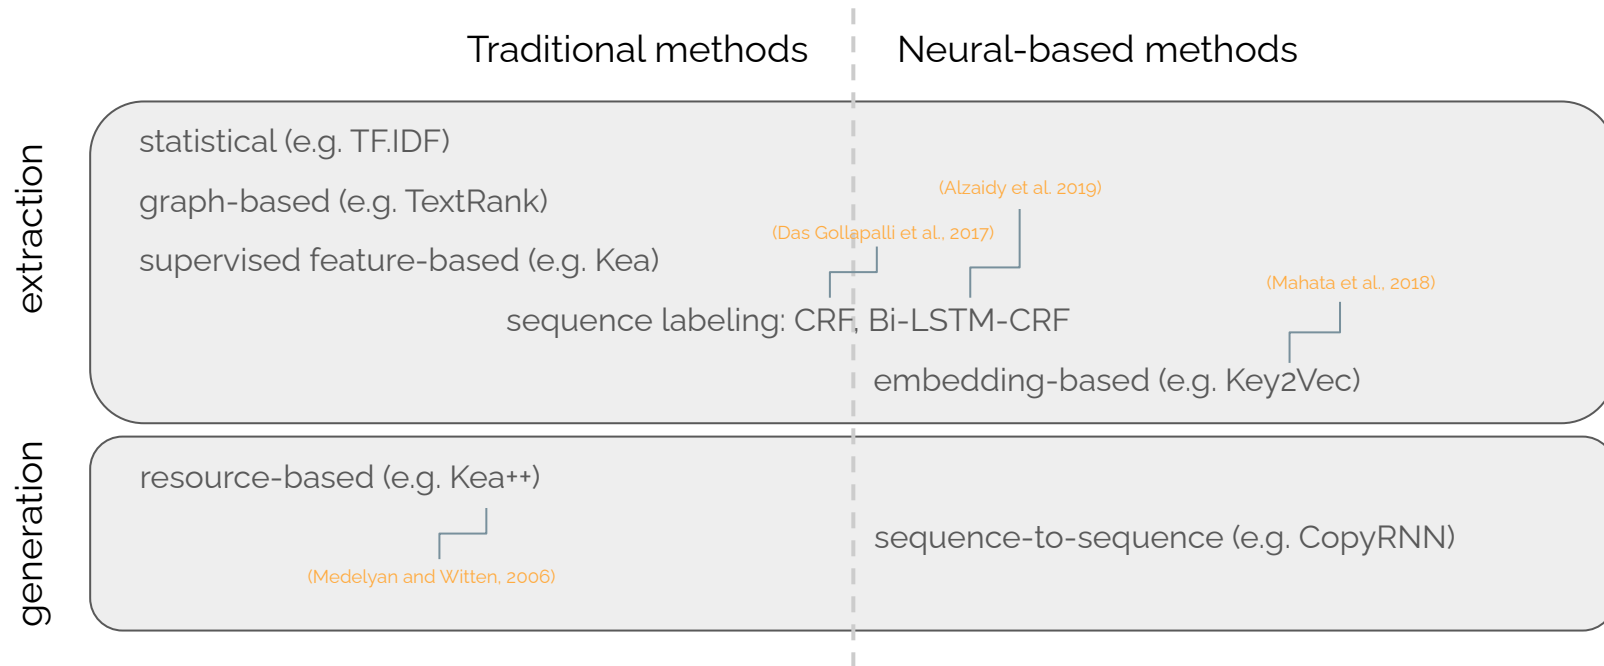 Traditional methods
Neural-based methods
extraction
statistical (e.g. TF.IDF)
graph-based (e.g. TextRank)
(Alzaidy et al. 2019)
(Das Gollapalli et al., 2017)
supervised feature-based (e.g. Kea)
(Mahata et al., 2018)
sequence labeling: CRF, Bi-LSTM-CRF
embedding-based (e.g. Key2Vec)
generation
resource-based (e.g. Kea++)
sequence-to-sequence (e.g. CopyRNN)
(Medelyan and Witten, 2006)